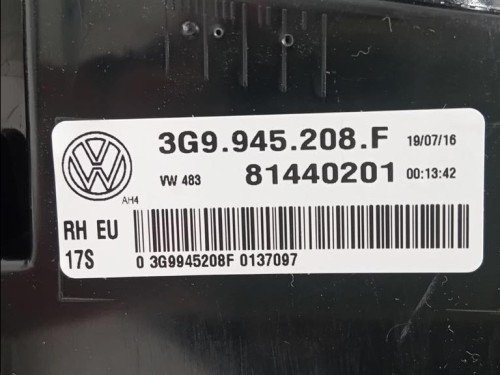 3G9.945.208.F 19/07/16
VW 483 81440201 00:13:42
AH4
RH EU
17S
0 3G9945208F 0137097